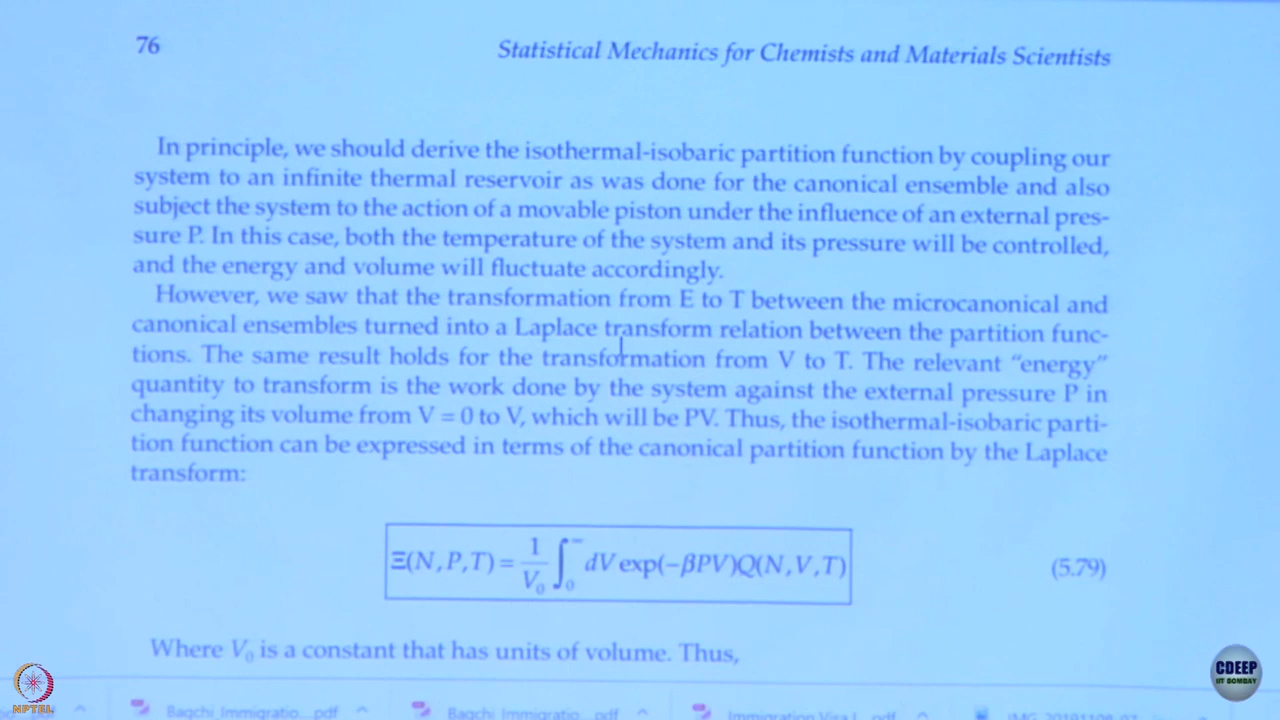 76
Statistical Mechanics for Chemists and Materials Scientists
In principle, we should derive the isothermal-isobaric partition function by coupling our
system to an infinite thermal reservoir as was done for the canonical ensemble and also
subject the system to the action of a movable piston under the influence of an external pres-
sure P. In this case, both the temperature of the system and its pressure will be controlled,
and the energy and volume will fluctuate accordingly.
However, we saw that the transformation from E to T between the microcanonical and
canonical ensembles turned into a Laplace transform relation between the partition func-
tions. The same result holds for the transformation from V to T. The relevant “energy”
quantity to transform is the work done by the system against the external pressure P in
changing its volume from V = 0 to V, which will be PV. Thus, the isothermal-isobaric parti-
tion function can be expressed in terms of the canonical partition function by the Laplace
transform:
Ξ(N,P,T) = 1/V₀ ∫₀^∞ dV exp(−βPV)Q(N,V,T) (5.79)
Where V₀ is a constant that has units of volume. Thus,
Bagchi_Immigratio...pdf
Bagchi_Immigratio...pdf
Immigration Visa I...pdf
NPTEL
CDEEP
IIT BOMBAY